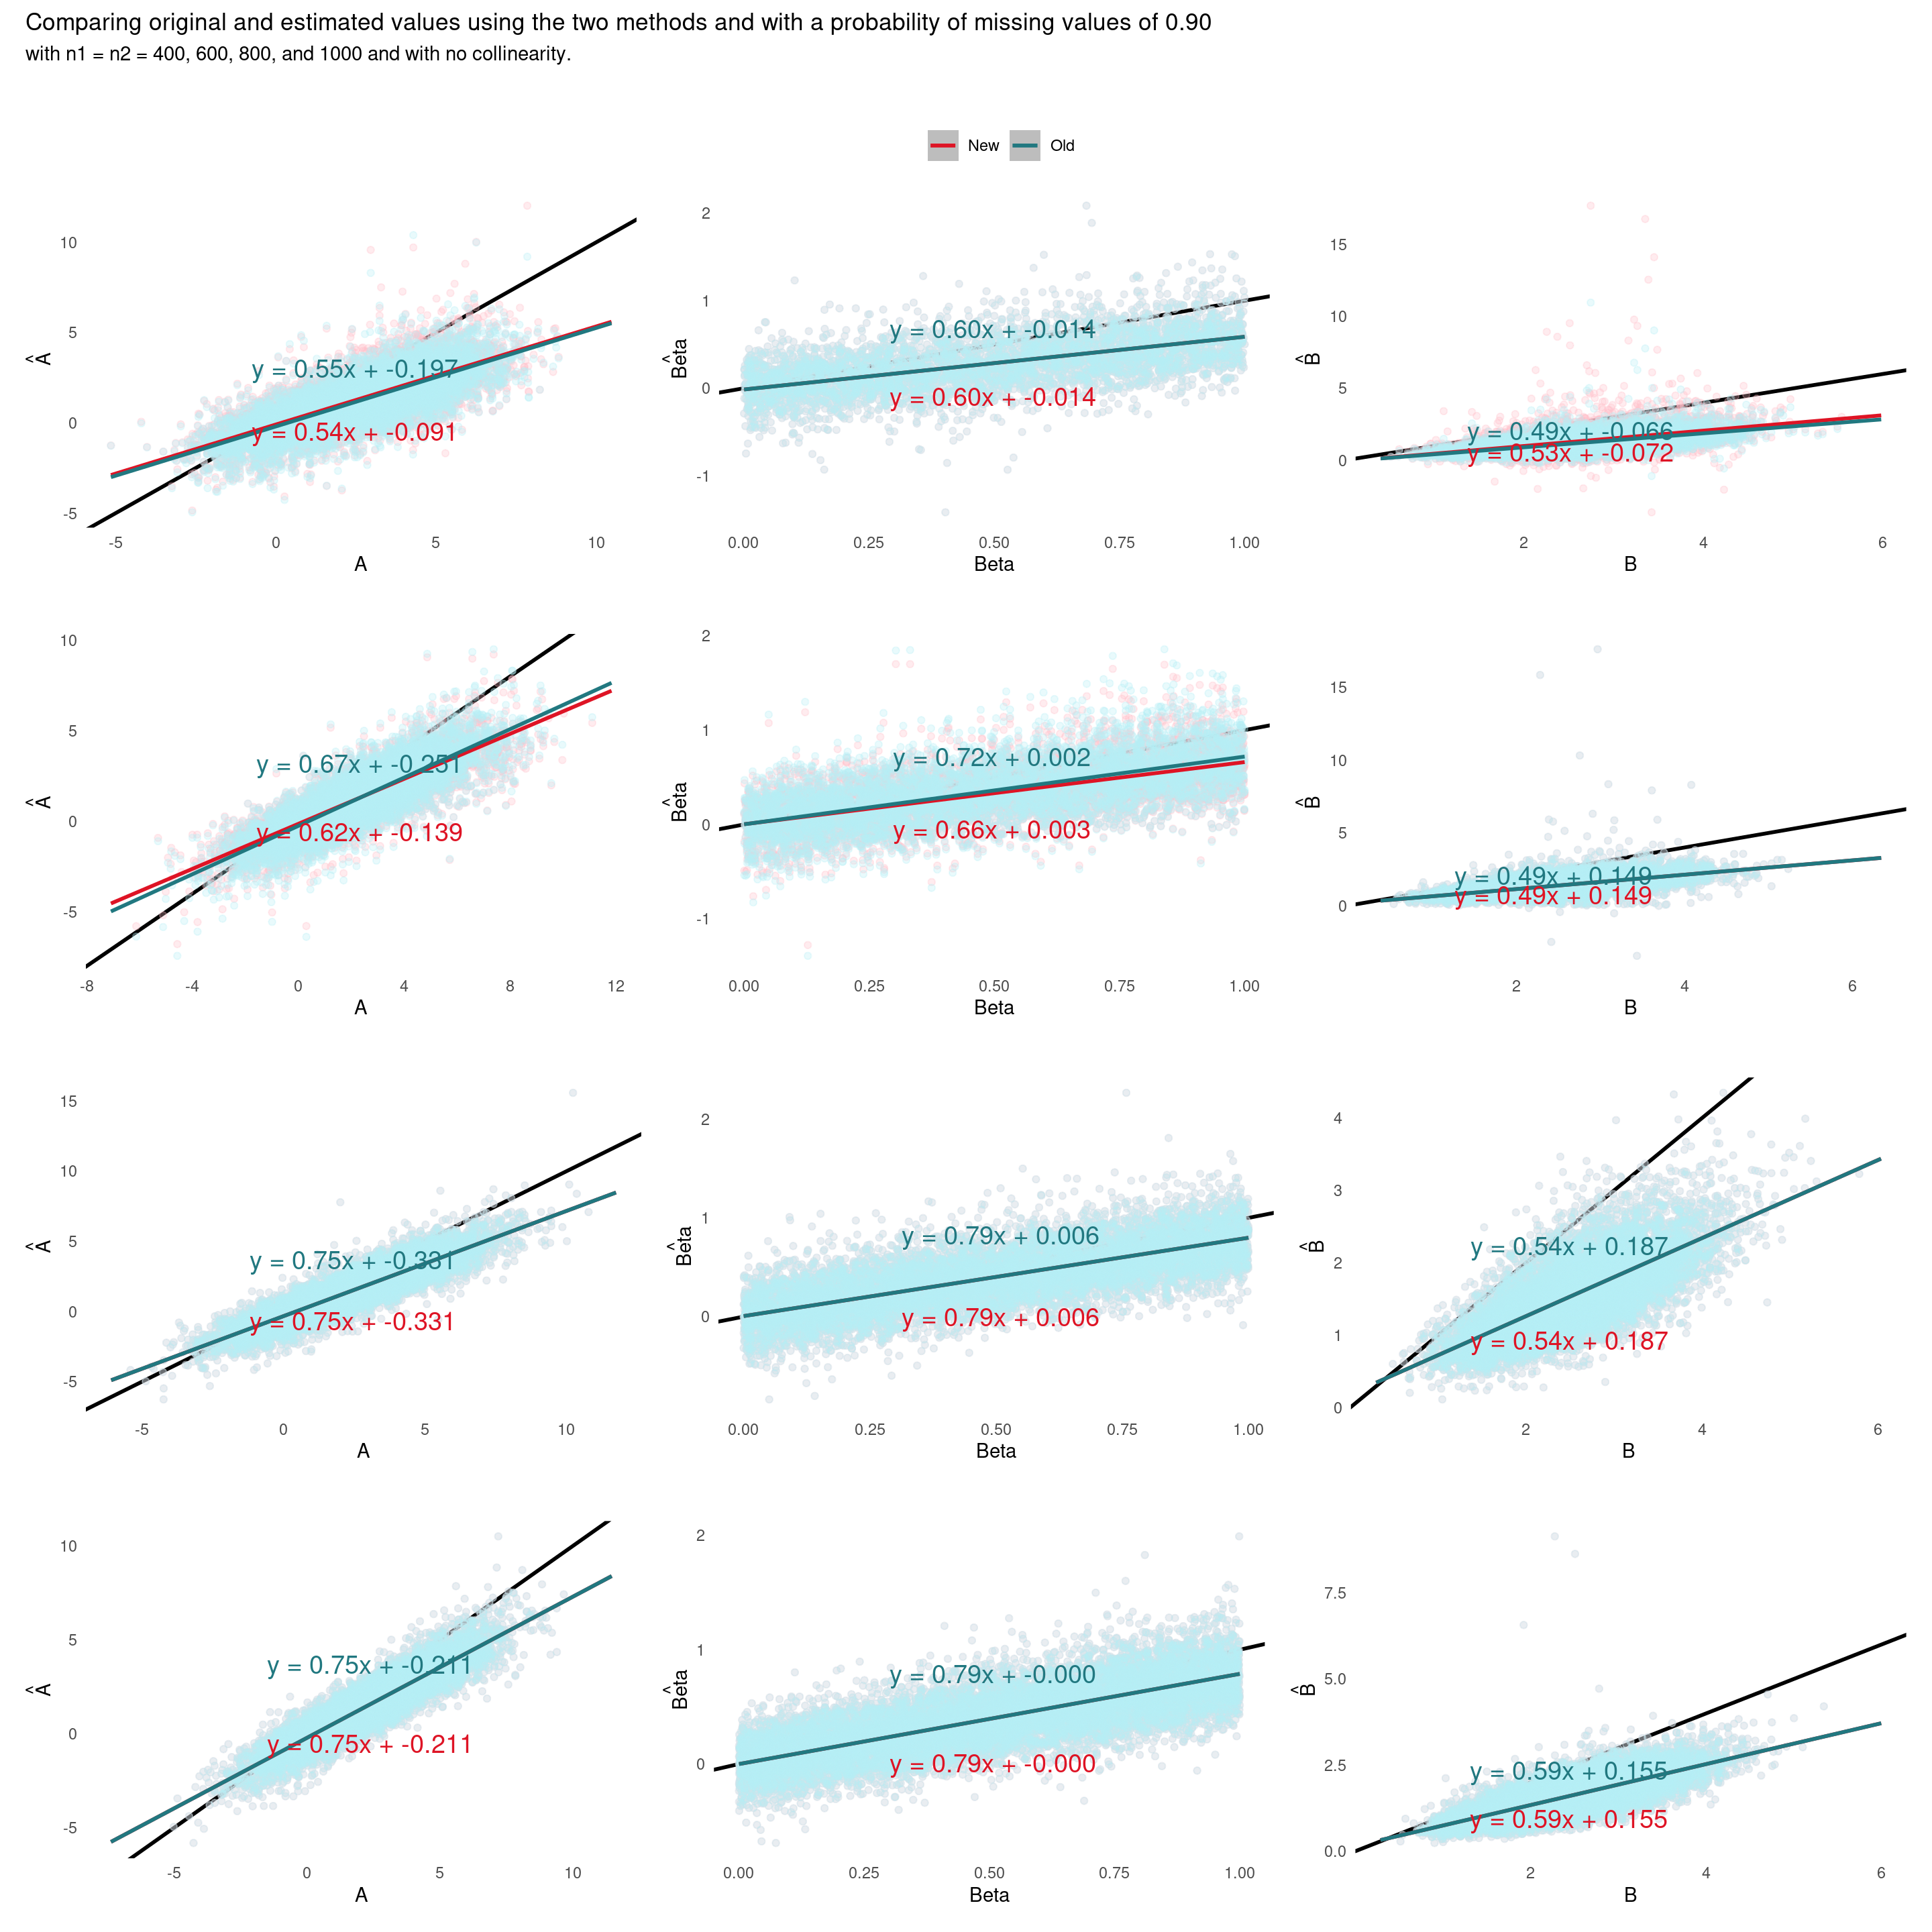 Comparing original and estimated values using the two methods and with a probability of missing values of 0.90
with n1 = n2 = 400, 600, 800, and 1000 and with no collinearity.
New Old
10
5
0
-5
Â
y = 0.55x + -0.197
y = 0.54x + -0.091
-5 0 5 10
A
2
1
0
-1
Betâ
y = 0.60x + -0.014
y = 0.60x + -0.014
0.00 0.25 0.50 0.75 1.00
Beta
15
10
5
0
B̂
y = 0.49x + -0.066
y = 0.53x + -0.072
2 4 6
B
10
5
0
-5
Â
y = 0.67x + -0.251
y = 0.62x + -0.139
-8 -4 0 4 8 12
A
2
1
0
-1
Betâ
y = 0.72x + 0.002
y = 0.66x + 0.003
0.00 0.25 0.50 0.75 1.00
Beta
15
10
5
0
B̂
y = 0.49x + 0.149
y = 0.49x + 0.149
2 4 6
B
15
10
5
0
-5
Â
y = 0.75x + -0.331
y = 0.75x + -0.331
-5 0 5 10
A
2
1
0
Betâ
y = 0.79x + 0.006
y = 0.79x + 0.006
0.00 0.25 0.50 0.75 1.00
Beta
4
3
2
1
0
B̂
y = 0.54x + 0.187
y = 0.54x + 0.187
2 4 6
B
10
5
0
-5
Â
y = 0.75x + -0.211
y = 0.75x + -0.211
-5 0 5 10
A
2
1
0
Betâ
y = 0.79x + -0.000
y = 0.79x + -0.000
0.00 0.25 0.50 0.75 1.00
Beta
7.5
5.0
2.5
0.0
B̂
y = 0.59x + 0.155
y = 0.59x + 0.155
2 4 6
B